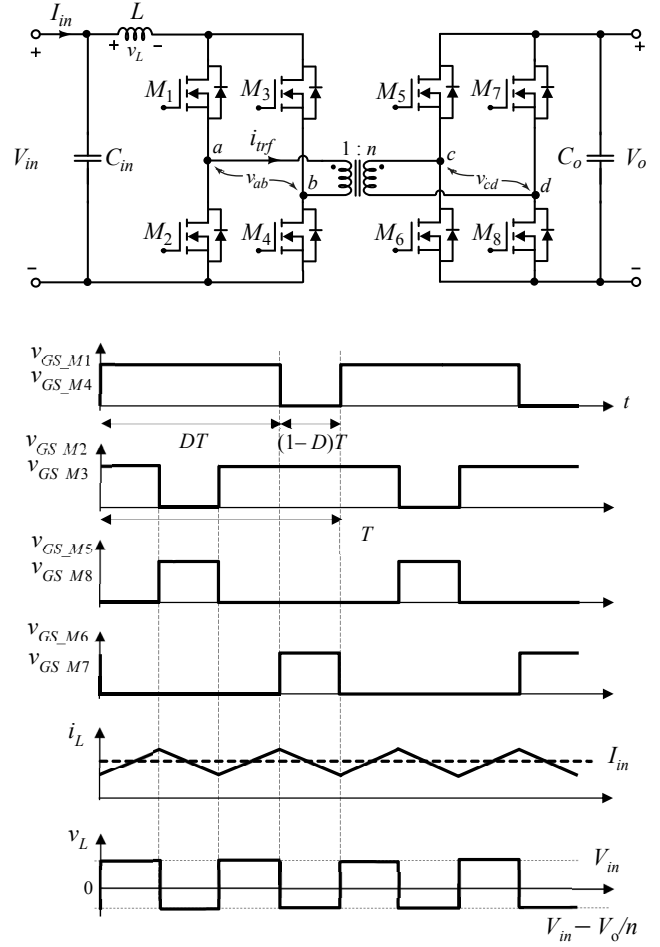 I_in L
+ + v_L − +
M_1 M_3 M_5 M_7
a i_trf 1 : n c
V_in C_in v_ab b v_cd d C_o V_o
M_2 M_4 M_6 M_8
− −
v_GS_M1
v_GS_M4
t
DT (1−D)T
v_GS_M2
v_GS_M3
T
v_GS_M5
v_GS_M8
v_GS_M6
v_GS_M7
i_L
I_in
v_L
V_in
0
V_in − V_o/n